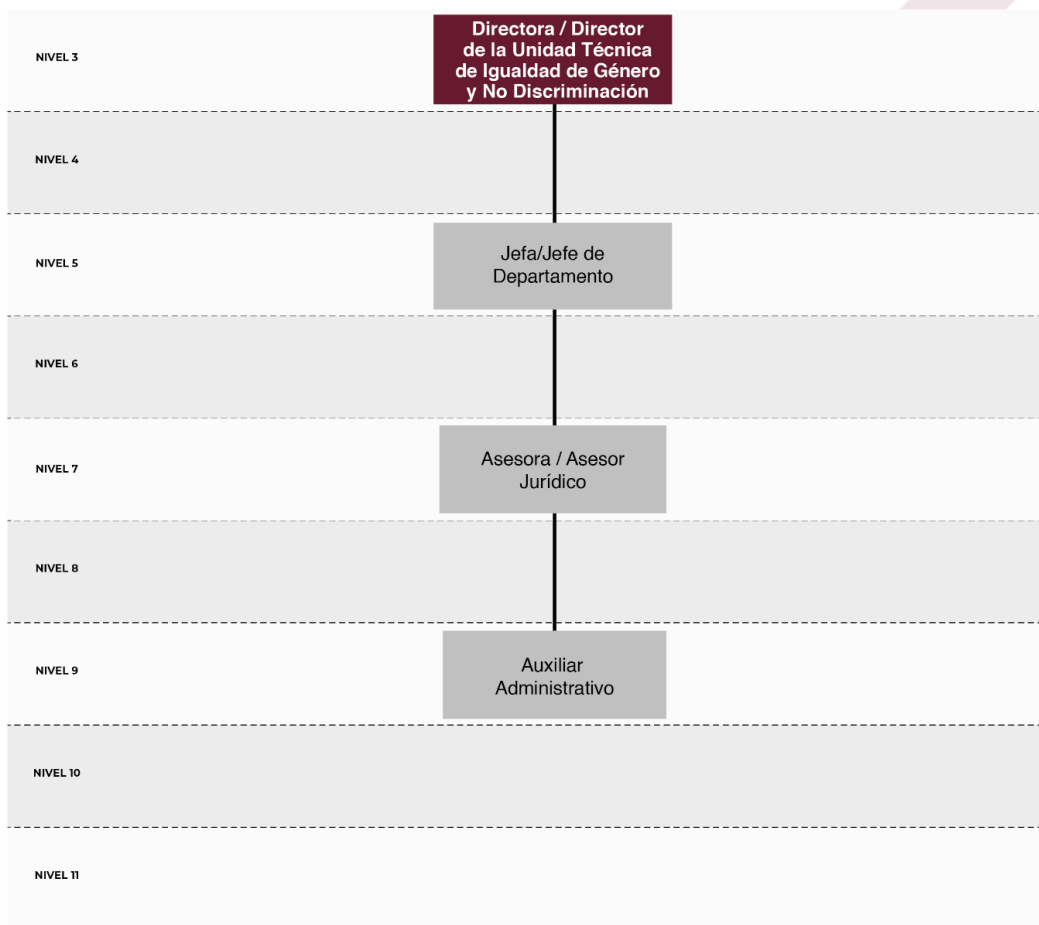 NIVEL 3
Directora / Director
de la Unidad Técnica
de Igualdad de Género
y No Discriminación
NIVEL 4
NIVEL 5
Jefa/Jefe de
Departamento
NIVEL 6
NIVEL 7
Asesora / Asesor
Jurídico
NIVEL 8
NIVEL 9
Auxiliar
Administrativo
NIVEL 10
NIVEL 11